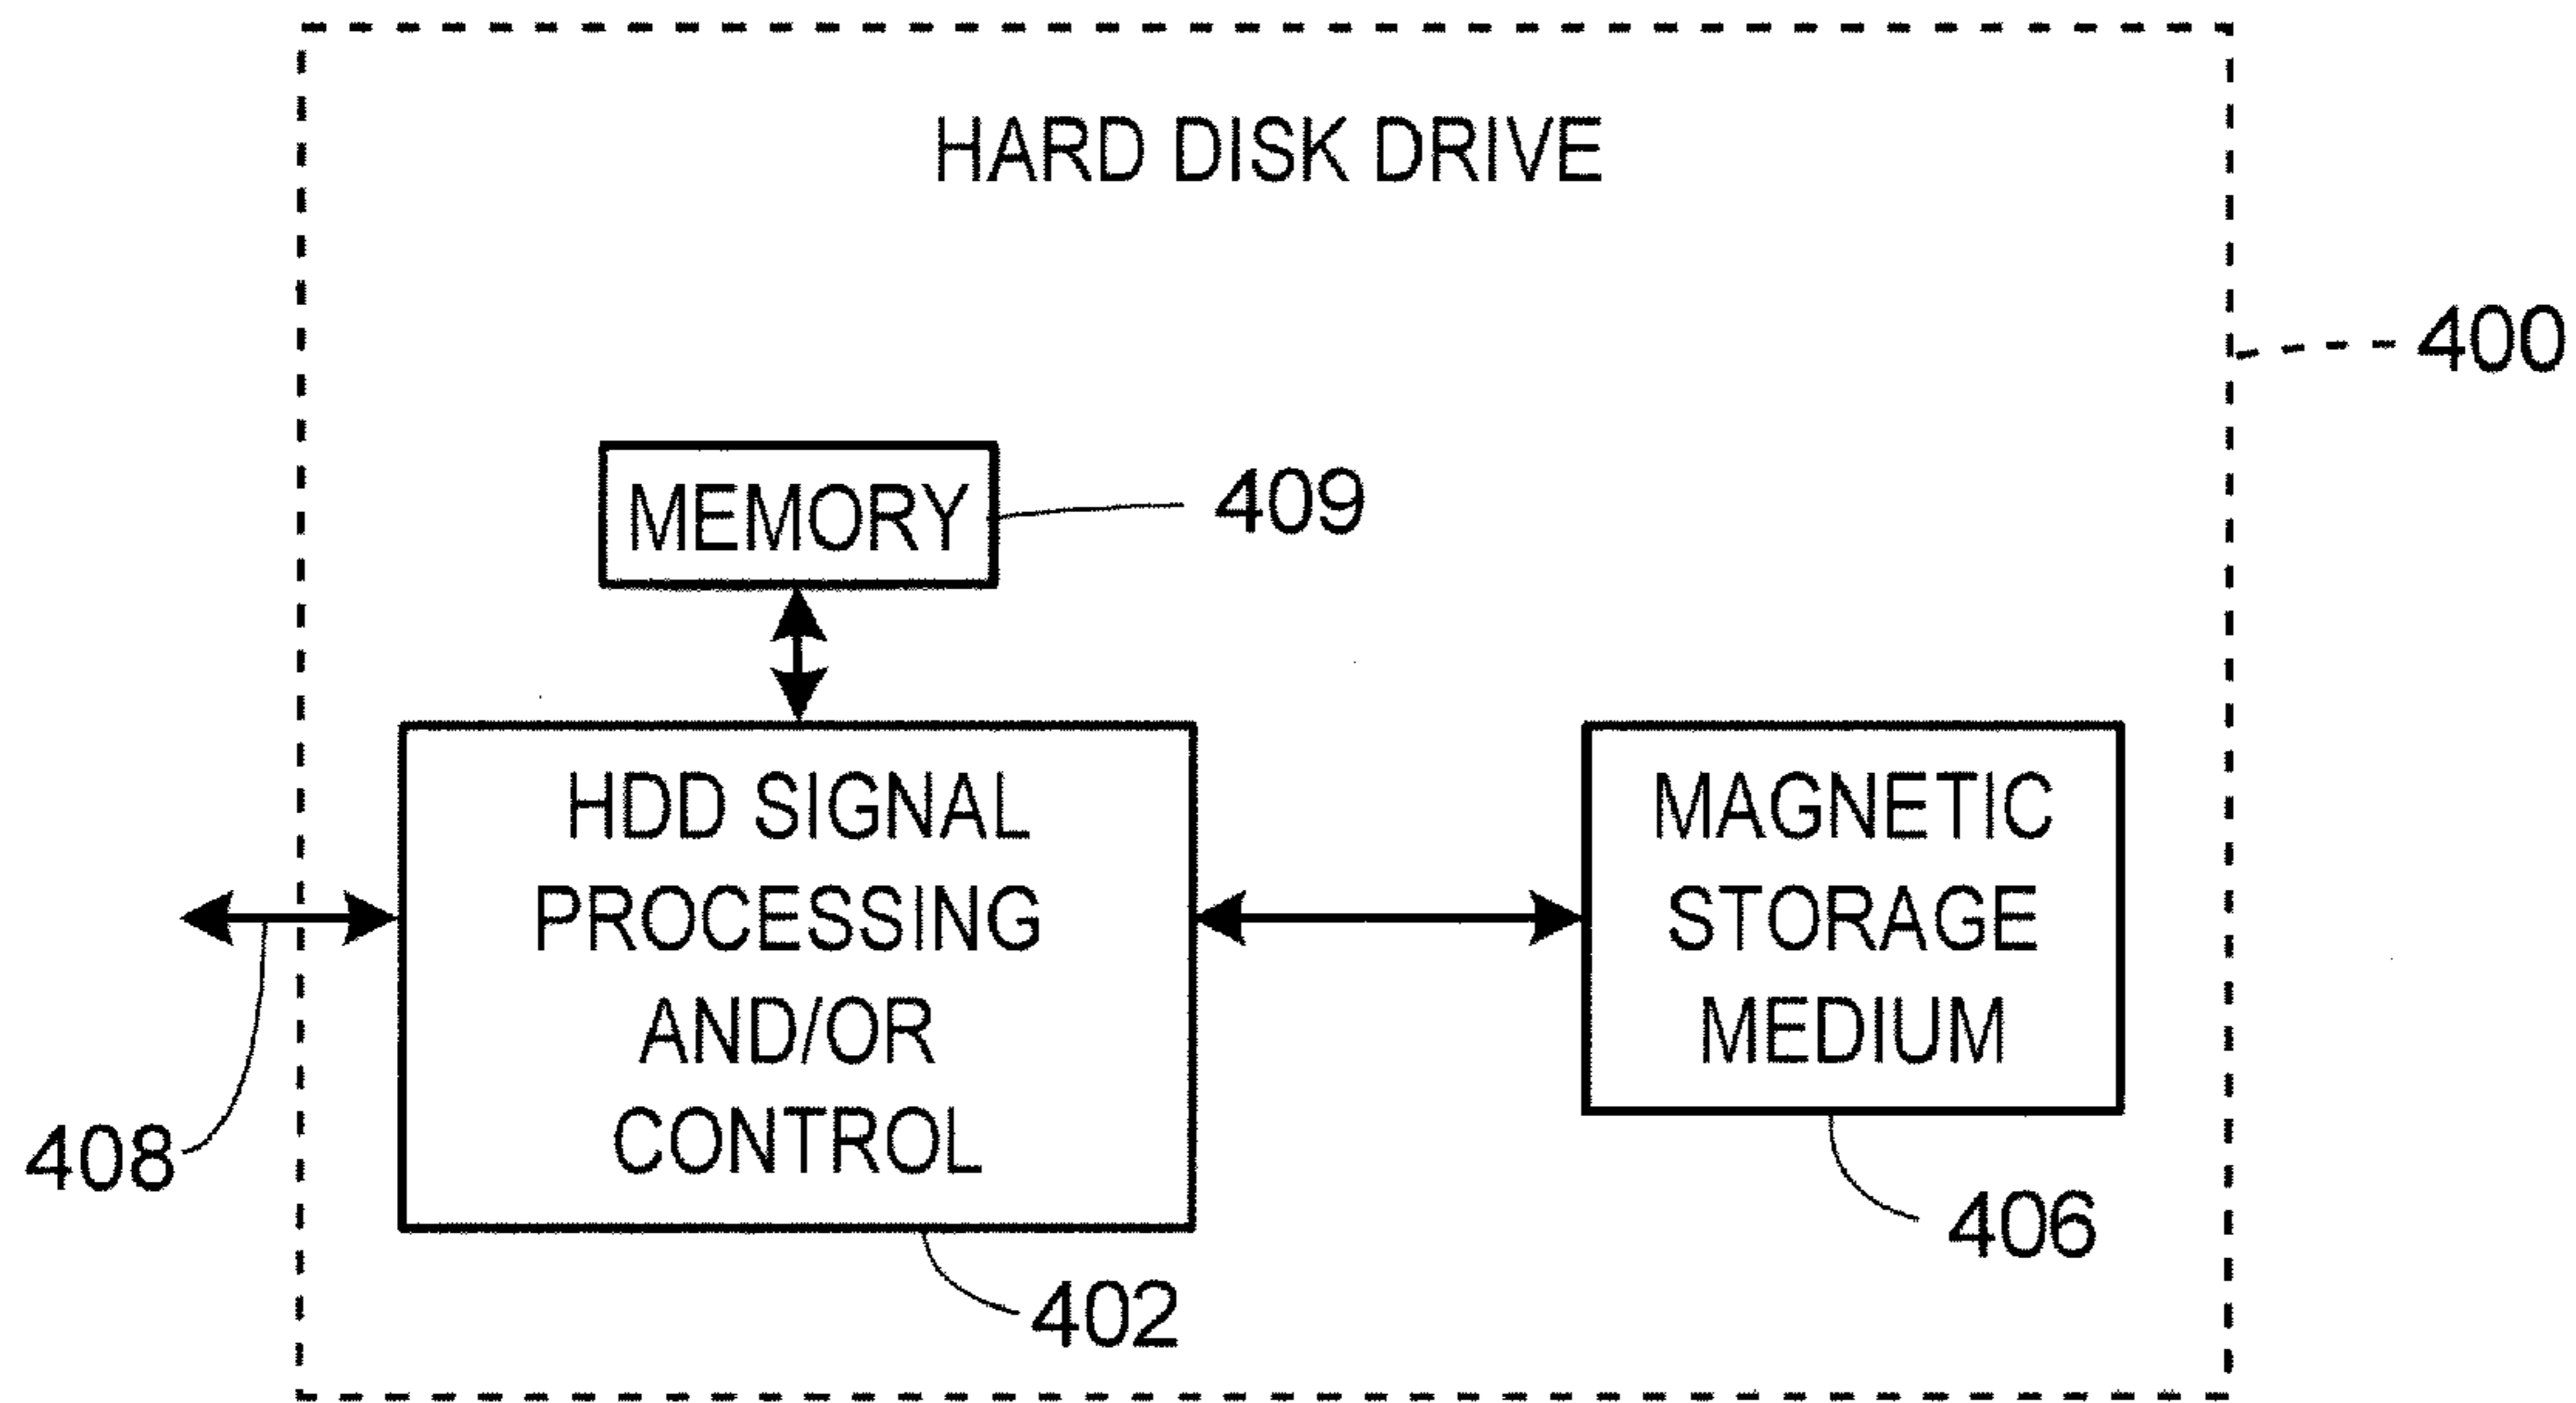 HARD DISK DRIVE
400
MEMORY
409
HDD SIGNAL
PROCESSING
AND/OR
CONTROL
MAGNETIC
STORAGE
MEDIUM
408
406
402